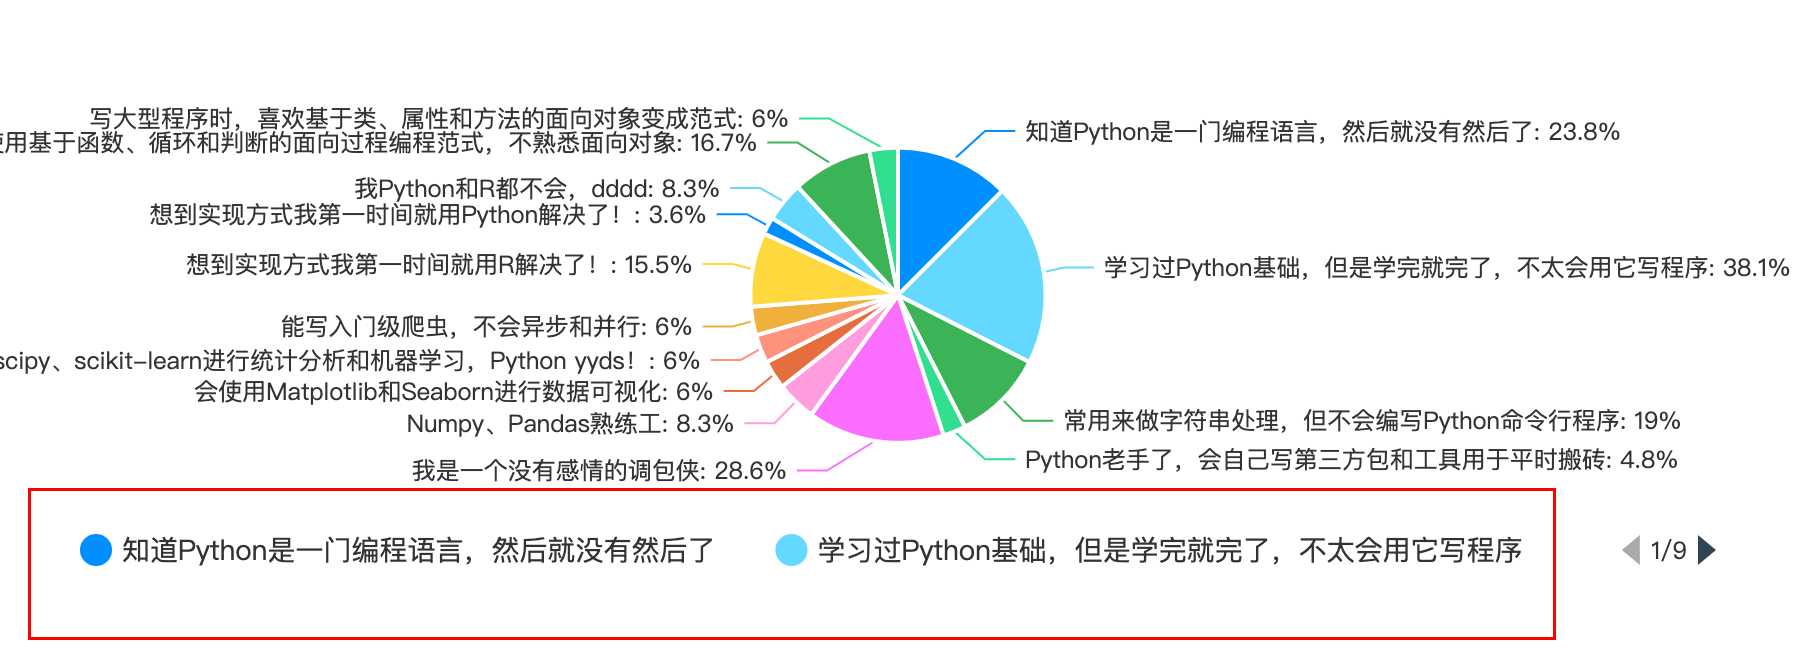 写大型程序时，喜欢基于类、属性和方法的面向对象变成范式: 6%
知道Python是一门编程语言，然后就没有然后了: 23.8%
用基于函数、循环和判断的面向过程编程范式，不熟悉面向对象: 16.7%
我Python和R都不会，dddd: 8.3%
想到实现方式我第一时间就用Python解决了！: 3.6%
想到实现方式我第一时间就用R解决了！: 15.5%
学习过Python基础，但是学完就完了，不太会用它写程序: 38.1%
能写入门级爬虫，不会异步和并行: 6%
scipy、scikit-learn进行统计分析和机器学习，Python yyds！: 6%
会使用Matplotlib和Seaborn进行数据可视化: 6%
Numpy、Pandas熟练工: 8.3%
常用来做字符串处理，但不会编写Python命令行程序: 19%
Python老手了，会自己写第三方包和工具用于平时搬砖: 4.8%
我是一个没有感情的调包侠: 28.6%
知道Python是一门编程语言，然后就没有然后了
学习过Python基础，但是学完就完了，不太会用它写程序
1/9